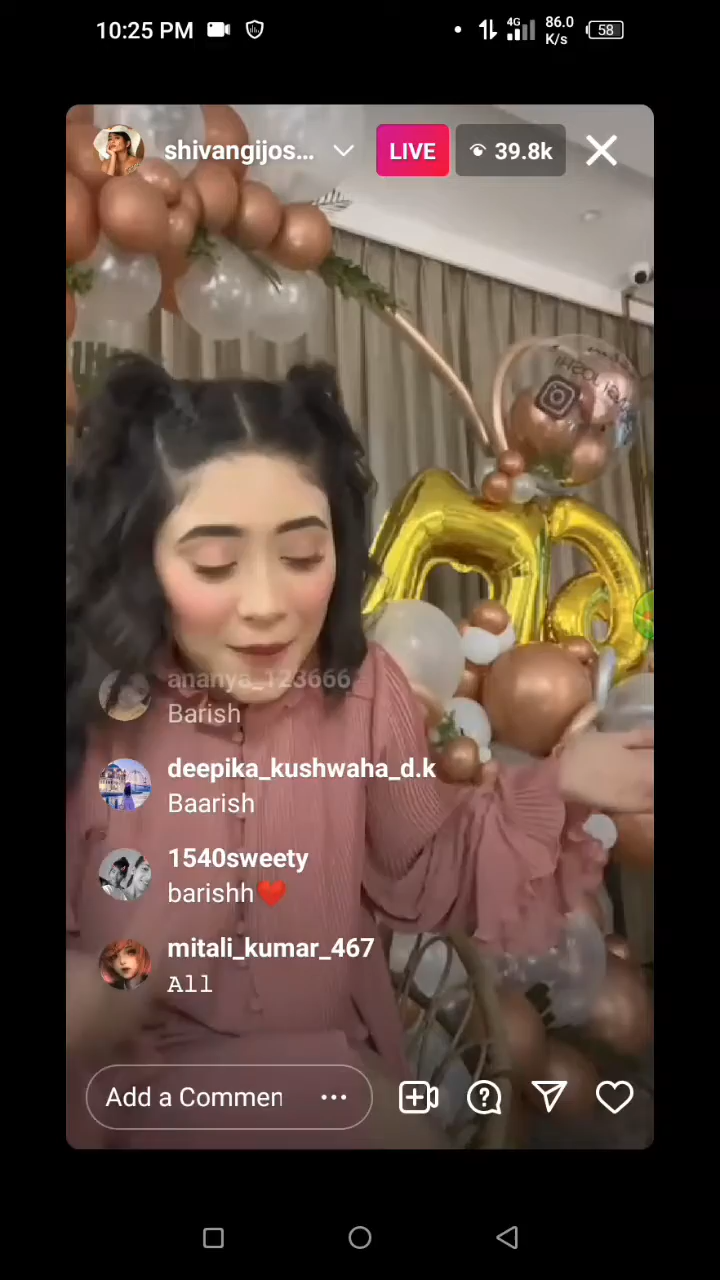 10:25 PM
4G
86.0
K/s
58
shivangijos...
LIVE
39.8k
ananya_123666
Barish
deepika_kushwaha_d.k
Baarish
1540sweety
barishh❤️
mitali_kumar_467
All
Add a Commen